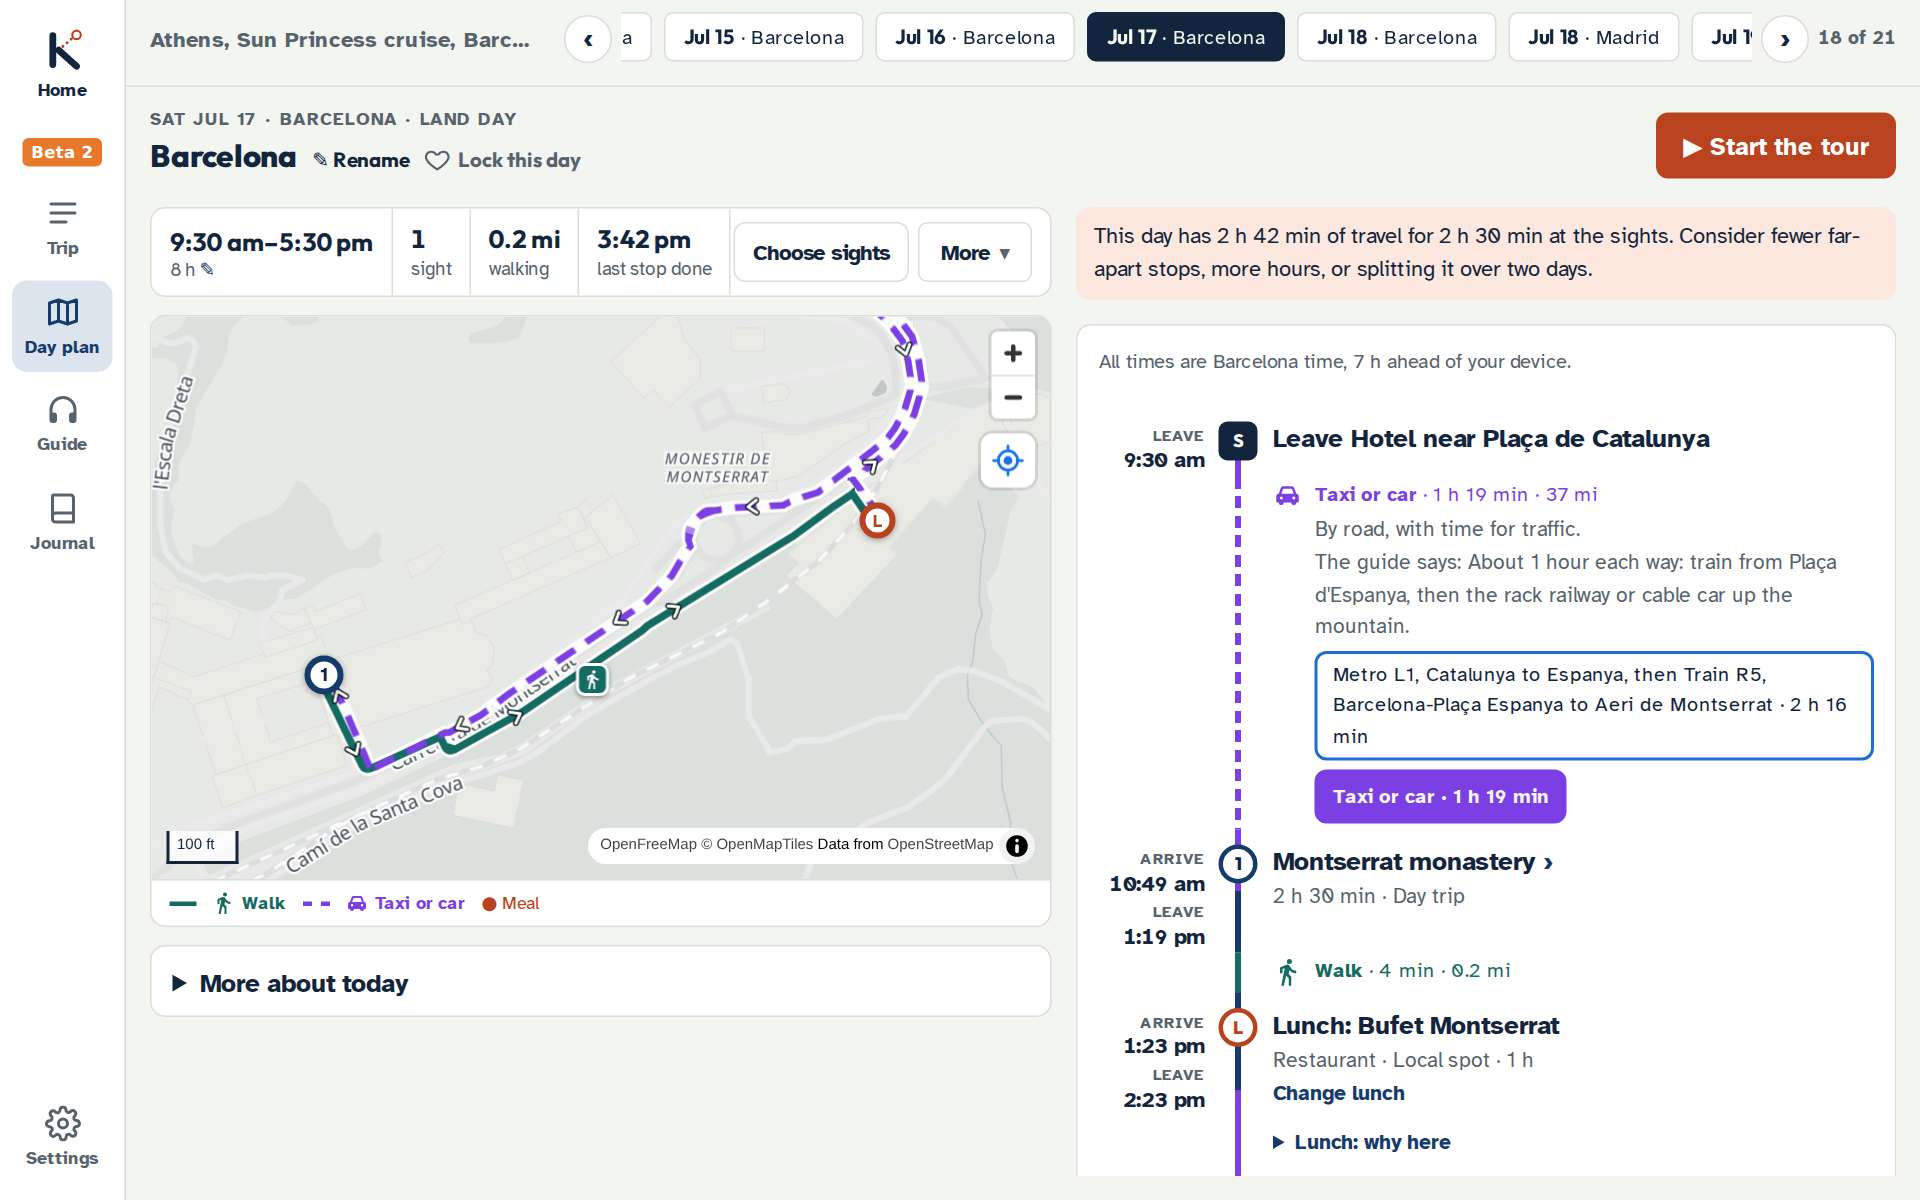 Home
Beta 2
Trip
Day plan
Guide
Journal
Settings
Athens, Sun Princess cruise, Barc...
‹
a
Jul 15 · Barcelona
Jul 16 · Barcelona
Jul 17 · Barcelona
Jul 18 · Barcelona
Jul 18 · Madrid
›
18 of 21
SAT JUL 17 · BARCELONA · LAND DAY
Barcelona ✎ Rename Lock this day
▶ Start the tour
9:30 am–5:30 pm
8 h ✎
1
sight
0.2 mi
walking
3:42 pm
last stop done
Choose sights
More ▾
l'Escala Dreta
MONESTIR DE
MONTSERRAT
L
1
Camí de la Santa Cova
100 ft
OpenFreeMap © OpenMapTiles Data from OpenStreetMap
Walk
Taxi or car
Meal
▶ More about today
This day has 2 h 42 min of travel for 2 h 30 min at the sights. Consider fewer far-
apart stops, more hours, or splitting it over two days.
All times are Barcelona time, 7 h ahead of your device.
LEAVE
9:30 am
S
Leave Hotel near Plaça de Catalunya
Taxi or car · 1 h 19 min · 37 mi
By road, with time for traffic.
The guide says: About 1 hour each way: train from Plaça
d'Espanya, then the rack railway or cable car up the
mountain.
Metro L1, Catalunya to Espanya, then Train R5,
Barcelona-Plaça Espanya to Aeri de Montserrat · 2 h 16
min
Taxi or car · 1 h 19 min
ARRIVE
10:49 am
LEAVE
1:19 pm
1
Montserrat monastery ›
2 h 30 min · Day trip
Walk · 4 min · 0.2 mi
ARRIVE
1:23 pm
LEAVE
2:23 pm
L
Lunch: Bufet Montserrat
Restaurant · Local spot · 1 h
Change lunch
▶ Lunch: why here